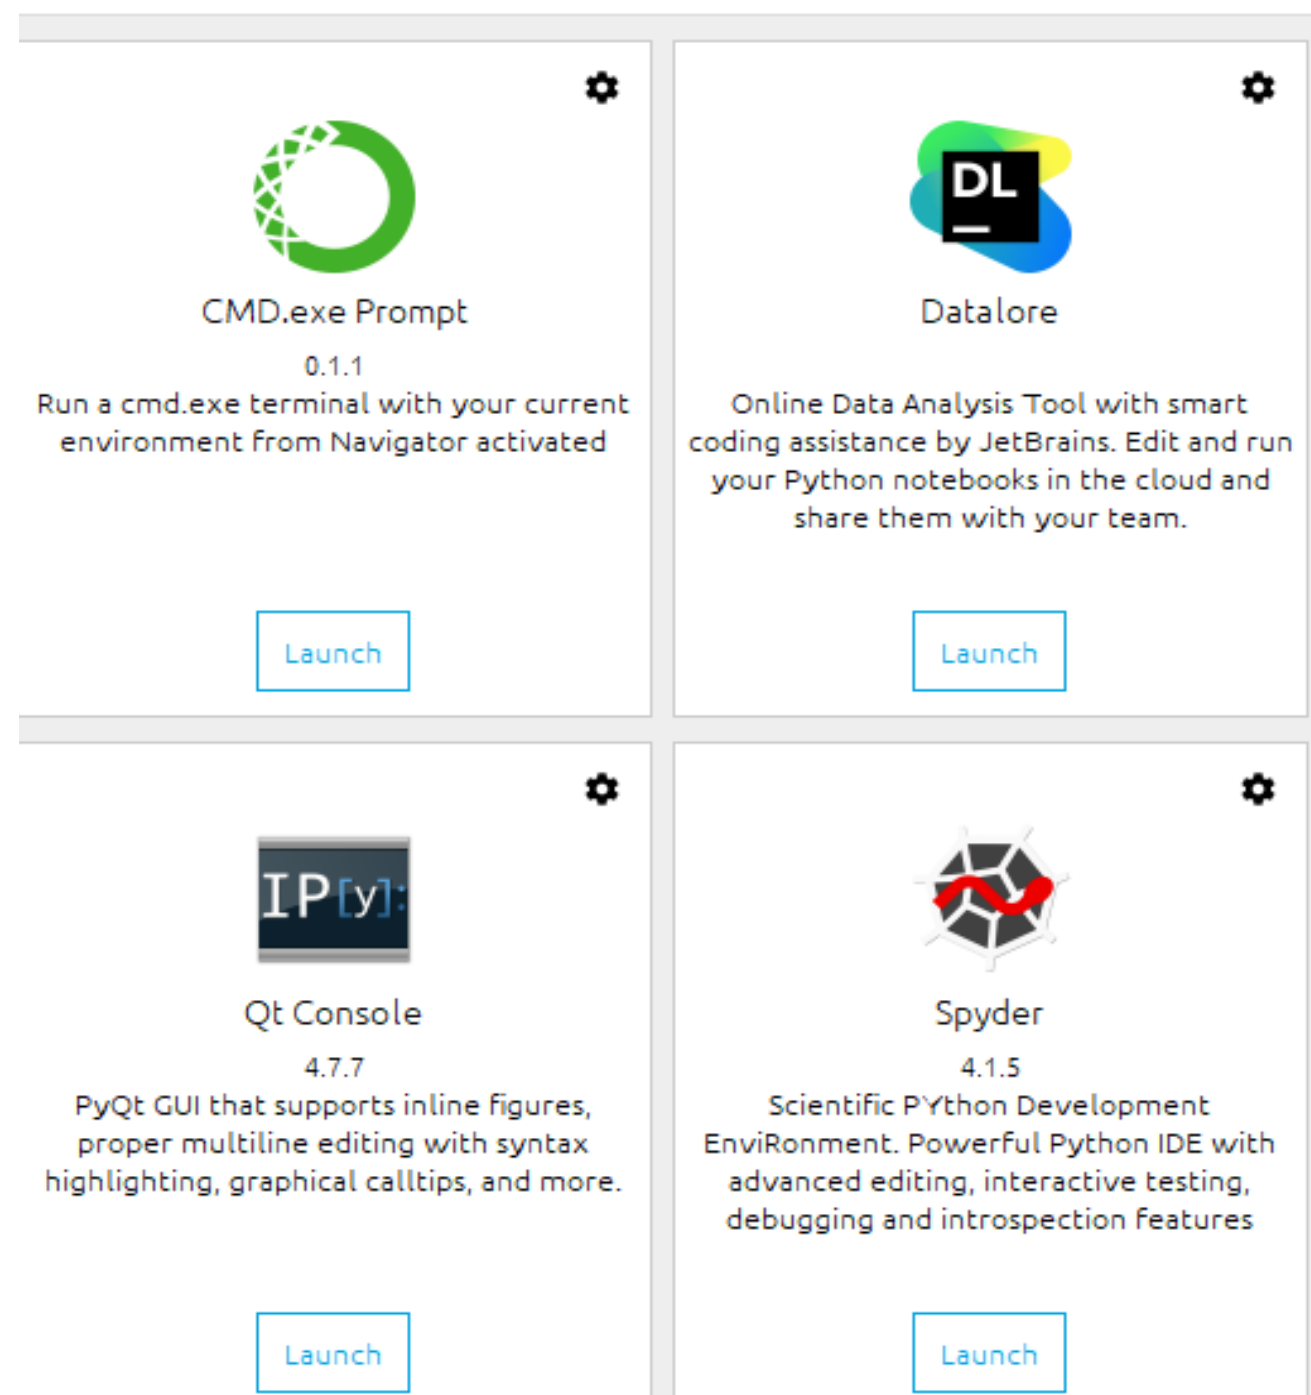 CMD.exe Prompt
0.1.1
Run a cmd.exe terminal with your current
environment from Navigator activated
Launch
DL
Datalore
Online Data Analysis Tool with smart
coding assistance by JetBrains. Edit and run
your Python notebooks in the cloud and
share them with your team.
Launch
IP[y]:
Qt Console
4.7.7
PyQt GUI that supports inline figures,
proper multiline editing with syntax
highlighting, graphical calltips, and more.
Launch
Spyder
4.1.5
Scientific PYthon Development
EnviRonment. Powerful Python IDE with
advanced editing, interactive testing,
debugging and introspection features
Launch